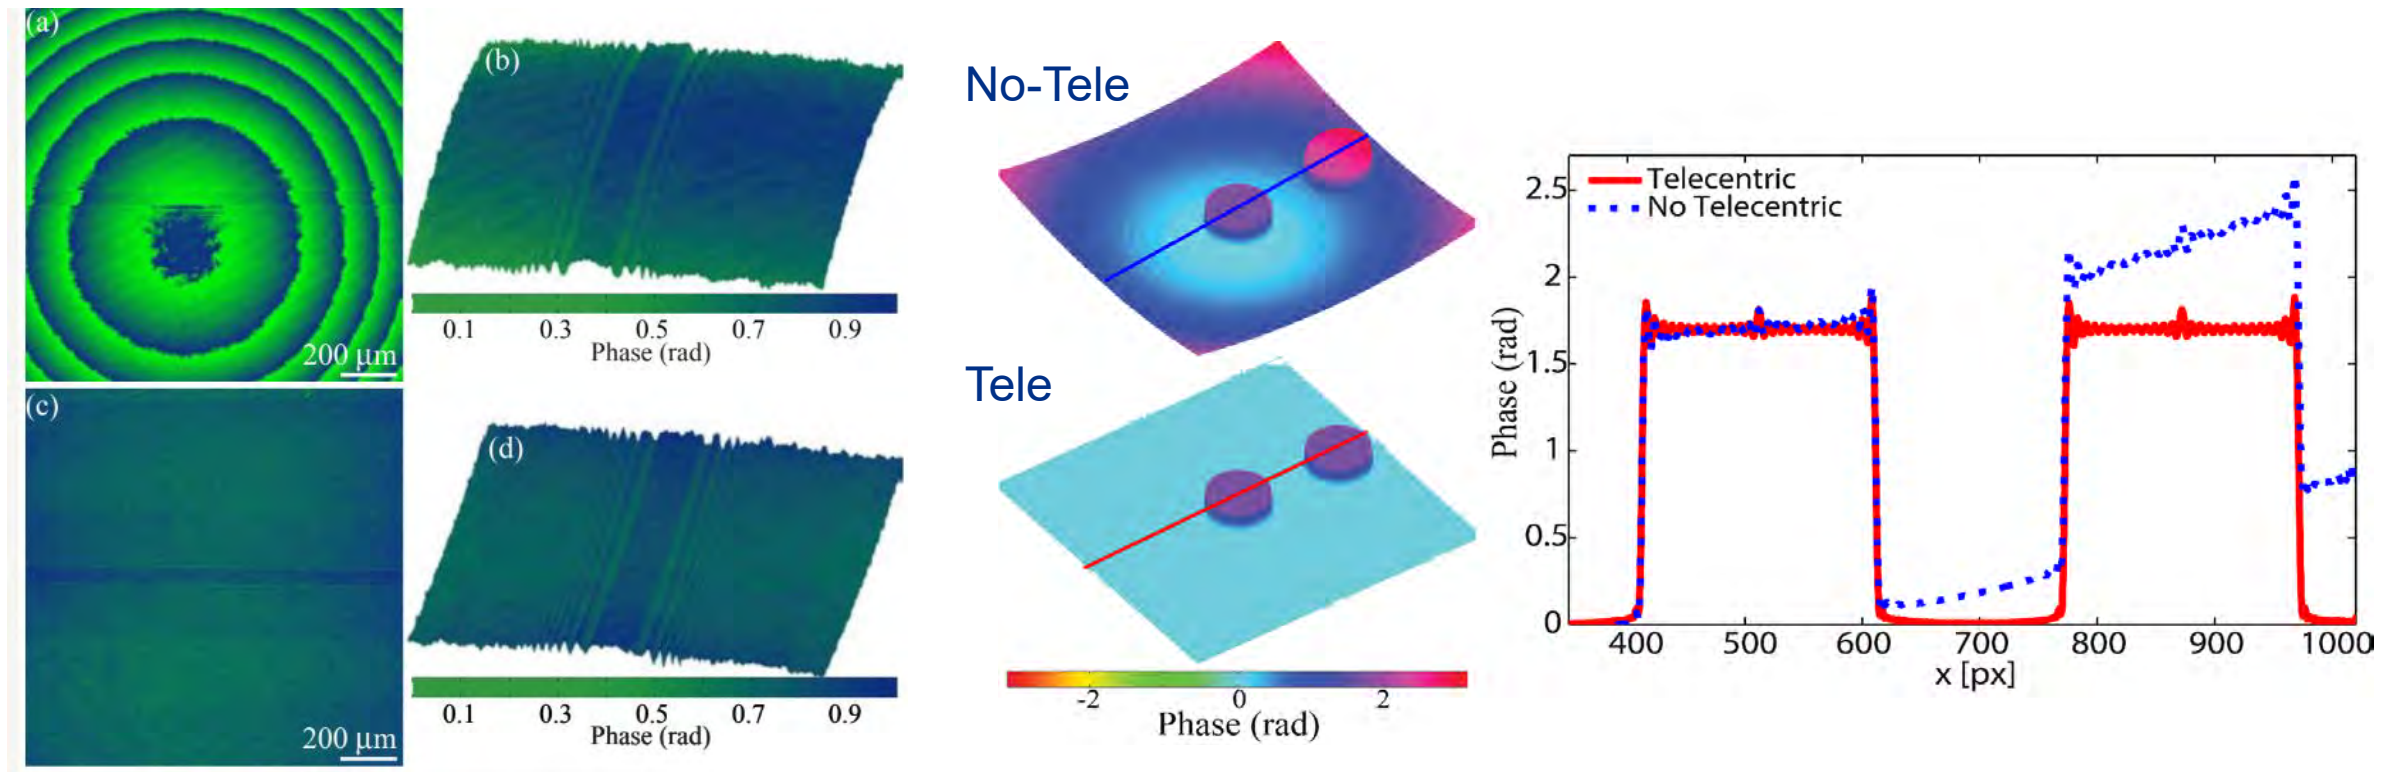 (a)
200 µm
(b)
0.1 0.3 0.5 0.7 0.9
Phase (rad)
(c)
200 µm
(d)
0.1 0.3 0.5 0.7 0.9
Phase (rad)
No-Tele
Tele
-2 0 2
Phase (rad)
Telecentric
No Telecentric
Phase (rad)
2.5
2
1.5
1
0.5
0
400 500 600 700 800 900 1000
x [px]